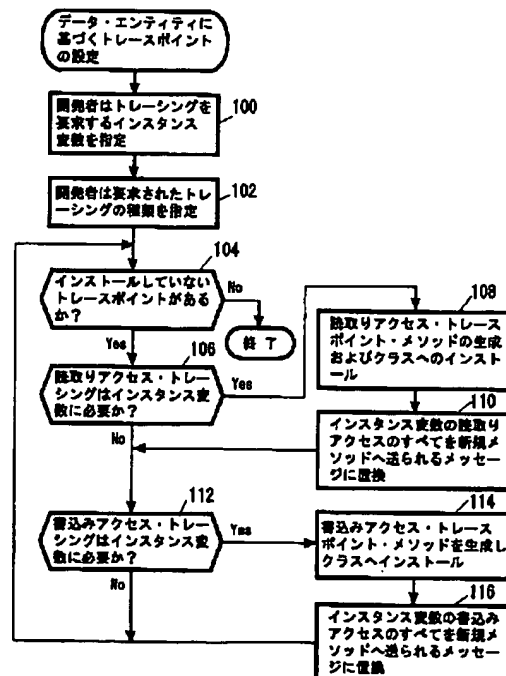 データ・エンティティに
基づくトレースポイント
の設定
100
開発者はトレーシングを
要求するインスタンス
変数を指定
102
開発者は要求されたトレ
ーシングの種類を指定
104
インストールしていない
トレースポイントがある
か?
No
終了
Yes
106
読取りアクセス・トレー
シングはインスタンス変
数に必要か?
Yes
No
108
読取りアクセス・トレース
ポイント・メソッドの生成
およびクラスへのインスト
ール
110
インスタンス変数の読取り
アクセスのすべてを新規メ
ソッドへ送られるメッセー
ジに置換
112
書込みアクセス・トレー
シングはインスタンス変
数に必要か?
Yes
No
114
書込みアクセス・トレース
ポイント・メソッドを生成し
クラスへインストール
116
インスタンス変数の書込み
アクセスのすべてを新規メ
ソッドへ送られるメッセー
ジに置換